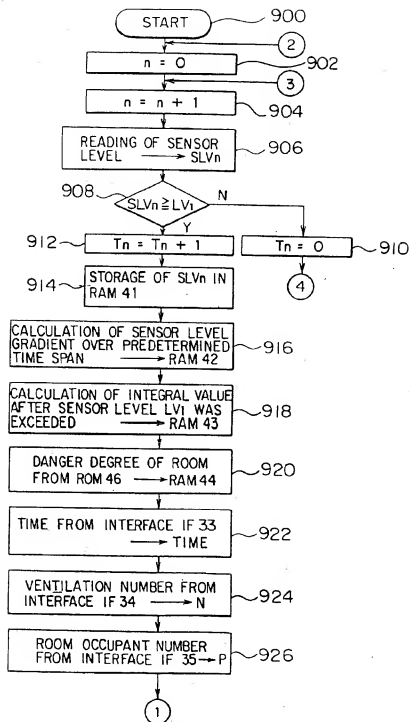 START
900
2
n = 0
902
3
n = n + 1
904
READING OF SENSOR
LEVEL → SLVn
906
908
SLVn ≧ LV1
N
Y
912
Tn = Tn + 1
Tn = 0
910
914
STORAGE OF SLVn IN
RAM 41
4
CALCULATION OF SENSOR LEVEL
GRADIENT OVER PREDETERMINED
TIME SPAN → RAM 42
916
CALCULATION OF INTEGRAL VALUE
AFTER SENSOR LEVEL LV1 WAS
EXCEEDED → RAM 43
918
DANGER DEGREE OF ROOM
FROM ROM 46 → RAM 44
920
TIME FROM INTERFACE IF 33
→ TIME
922
VENTILATION NUMBER FROM
INTERFACE IF 34 → N
924
ROOM OCCUPANT NUMBER
FROM INTERFACE IF 35 → P
926
1